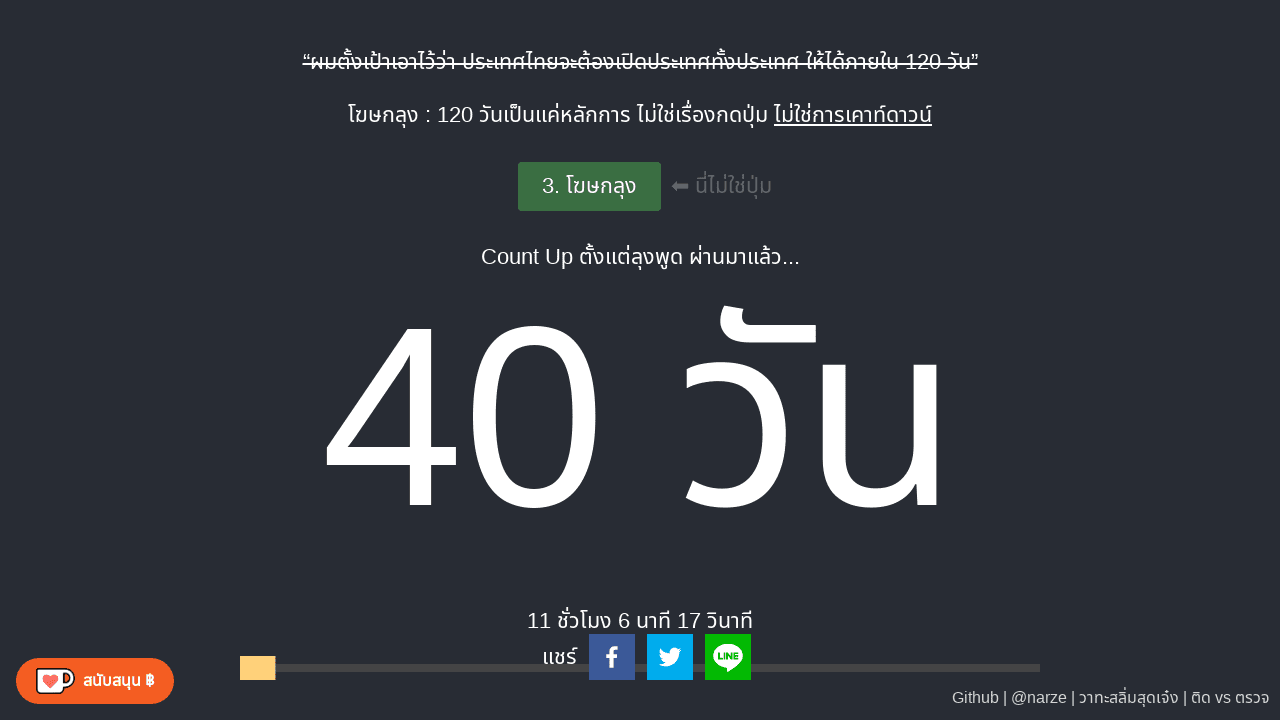 “ผมตั้งเป้าเอาไว้ว่า ประเทศไทยจะต้องเปิดประเทศทั้งประเทศ ให้ได้ภายใน 120 วัน”
โฆษกลุง : 120 วันเป็นแค่หลักการ ไม่ใช่เรื่องกดปุ่ม ไม่ใช่การเคาท์ดาวน์
3. โฆษกลุง ⬅ นี่ไม่ใช่ปุ่ม
Count Up ตั้งแต่ลุงพูด ผ่านมาแล้ว...
40 วัน
11 ชั่วโมง 6 นาที 17 วินาที
แชร์ LINE
สนับสนุน ฿
Github | @narze | วาทะสลิ่มสุดเจ๋ง | ติด vs ตรวจ